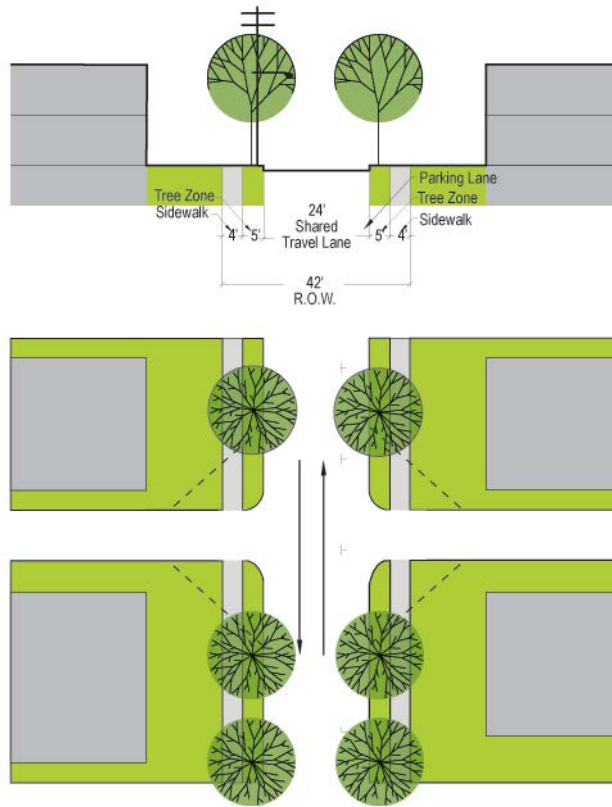 Tree Zone
Sidewalk
4'
5'
24'
Shared
Travel Lane
Parking Lane
Tree Zone
Sidewalk
5'
4'
42'
R.O.W.